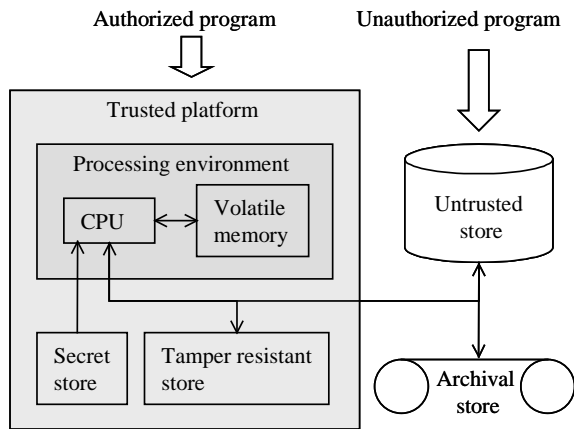 Authorized program
Unauthorized program
Trusted platform
Processing environment
CPU
Volatile
memory
Untrusted
store
Secret
store
Tamper resistant
store
Archival
store